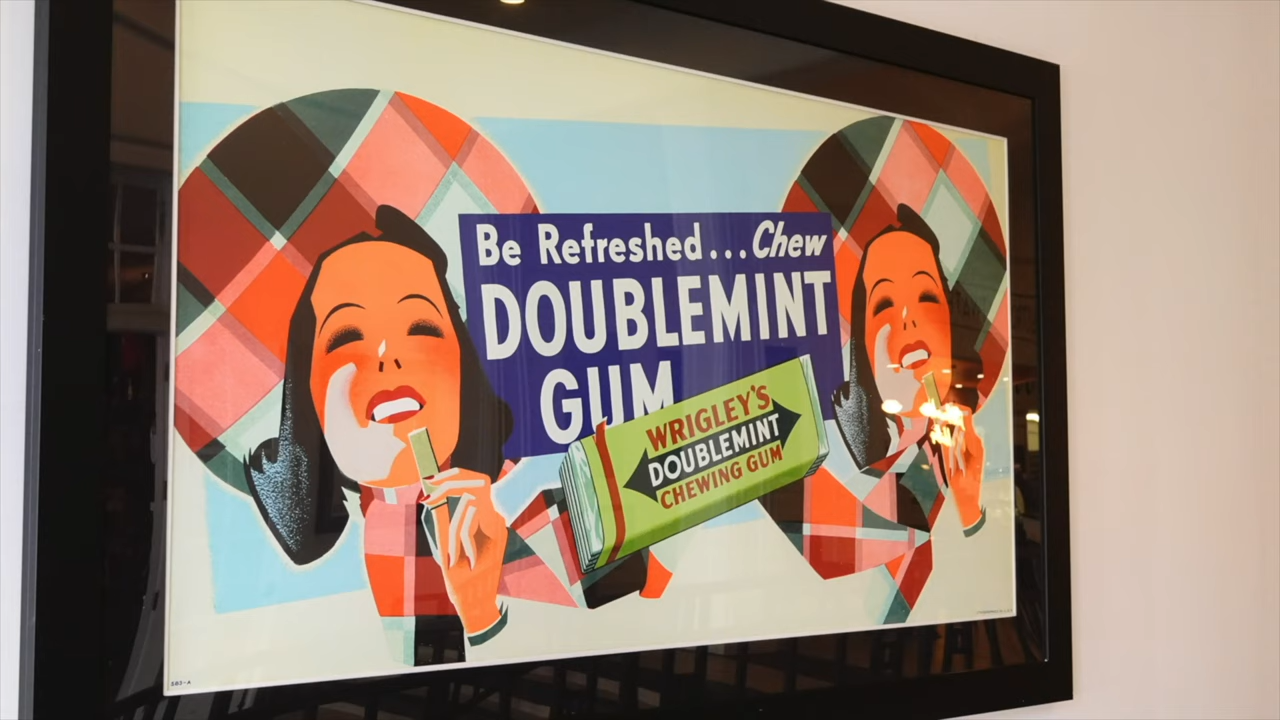 Be Refreshed...Chew
DOUBLEMINT
GUM
WRIGLEY'S
DOUBLEMINT
CHEWING GUM